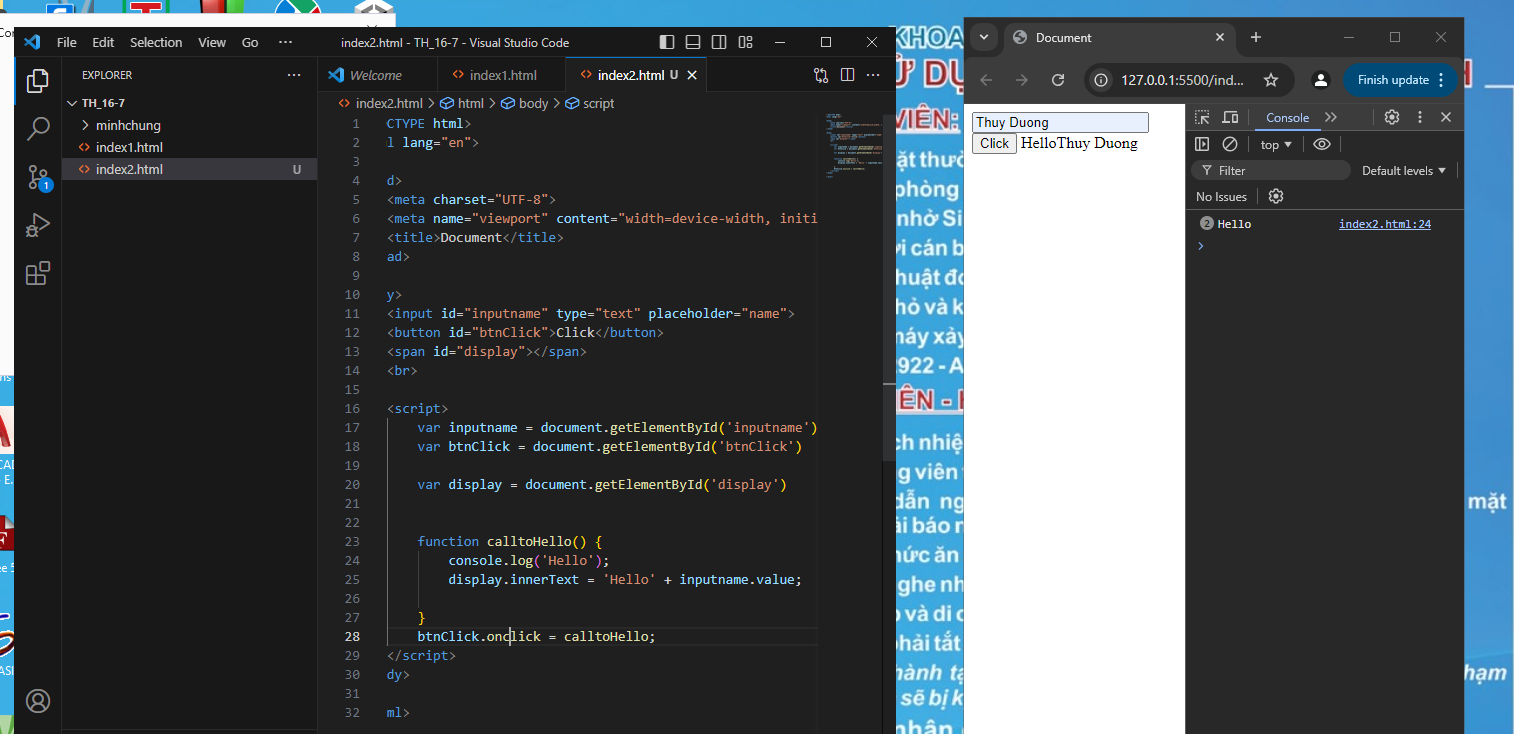 File Edit Selection View Go ··· index2.html - TH_16-7 - Visual Studio Code
EXPLORER ···
TH_16-7
minhchung
index1.html
index2.html U
1
Welcome index1.html index2.html U
index2.html > html > body > script
1 CTYPE html>
2 l lang="en">
3
4 d>
5 <meta charset="UTF-8">
6 <meta name="viewport" content="width=device-width, initi
7 <title>Document</title>
8 ad>
9
10 y>
11 <input id="inputname" type="text" placeholder="name">
12 <button id="btnClick">Click</button>
13 <span id="display"></span>
14 <br>
15
16 <script>
17 var inputname = document.getElementById('inputname')
18 var btnClick = document.getElementById('btnClick')
19
20 var display = document.getElementById('display')
21
22
23 function calltoHello() {
24 console.log('Hello');
25 display.innerText = 'Hello' + inputname.value;
26
27 }
28 btnClick.onclick = calltoHello;
29 </script>
30 dy>
31
32 ml>
KHOA
Ử DỤ
VIÊN:
ặt thườ
phòng
nhờ Si
ời cán b
huật đo
hỏ và k
náy xảy
2922 - A
ÊN - H
ch nhiệ
g viên
dẫn ng
ải báo n
hức ăn
nghe nh
o và di c
phải tắt
hành tạ
sẽ bị k
nhân
mặt
hạm
Document
127.0.0.1:5500/ind... Finish update
Thuy Duong
Click HelloThuy Duong
Console
top
Filter Default levels
No Issues
2 Hello index2.html:24